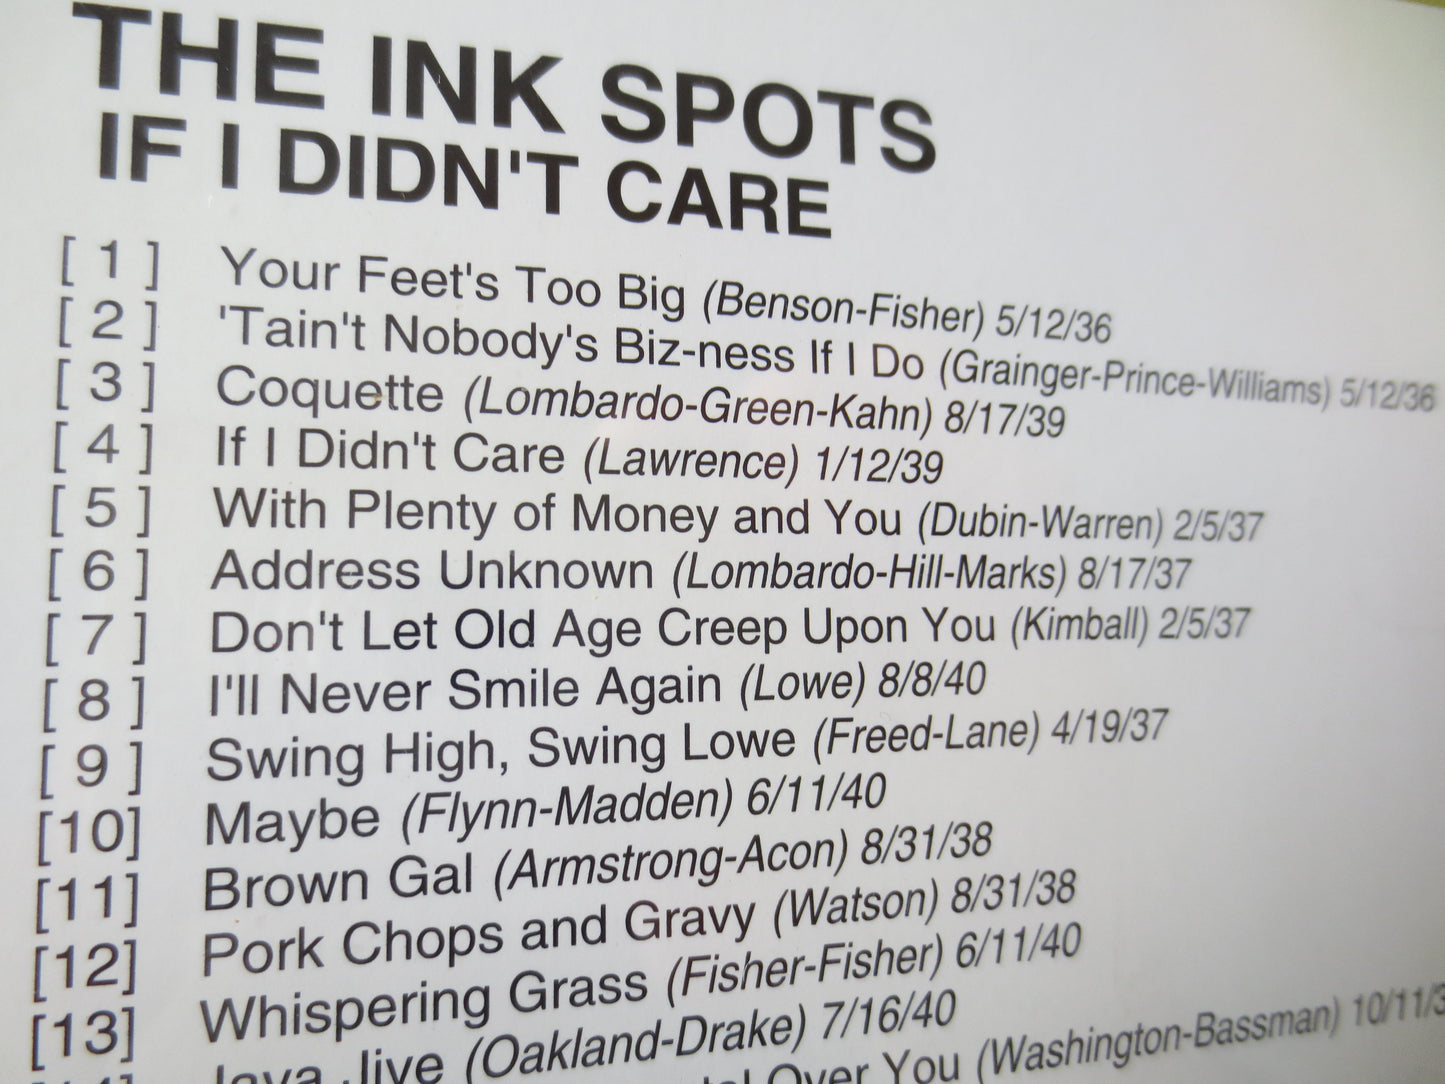 THE INK SPOTS
IF I DIDN'T CARE
[ 1 ] Your Feet's Too Big (Benson-Fisher) 5/12/36
[ 2 ] 'Tain't Nobody's Biz-ness If I Do (Grainger-Prince-Williams) 5/12/36
[ 3 ] Coquette (Lombardo-Green-Kahn) 8/17/39
[ 4 ] If I Didn't Care (Lawrence) 1/12/39
[ 5 ] With Plenty of Money and You (Dubin-Warren) 2/5/37
[ 6 ] Address Unknown (Lombardo-Hill-Marks) 8/17/37
[ 7 ] Don't Let Old Age Creep Upon You (Kimball) 2/5/37
[ 8 ] I'll Never Smile Again (Lowe) 8/8/40
[ 9 ] Swing High, Swing Lowe (Freed-Lane) 4/19/37
[10] Maybe (Flynn-Madden) 6/11/40
[11] Brown Gal (Armstrong-Acon) 8/31/38
[12] Pork Chops and Gravy (Watson) 8/31/38
[13] Whispering Grass (Fisher-Fisher) 6/11/40
Java Jive (Oakland-Drake) 7/16/40
Over You (Washington-Bassman) 10/11/3